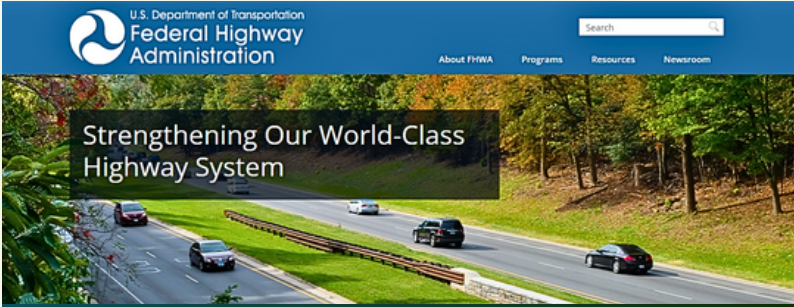 U.S. Department of Transportation
Federal Highway
Administration
Search
About FHWA
Programs
Resources
Newsroom
Strengthening Our World-Class
Highway System